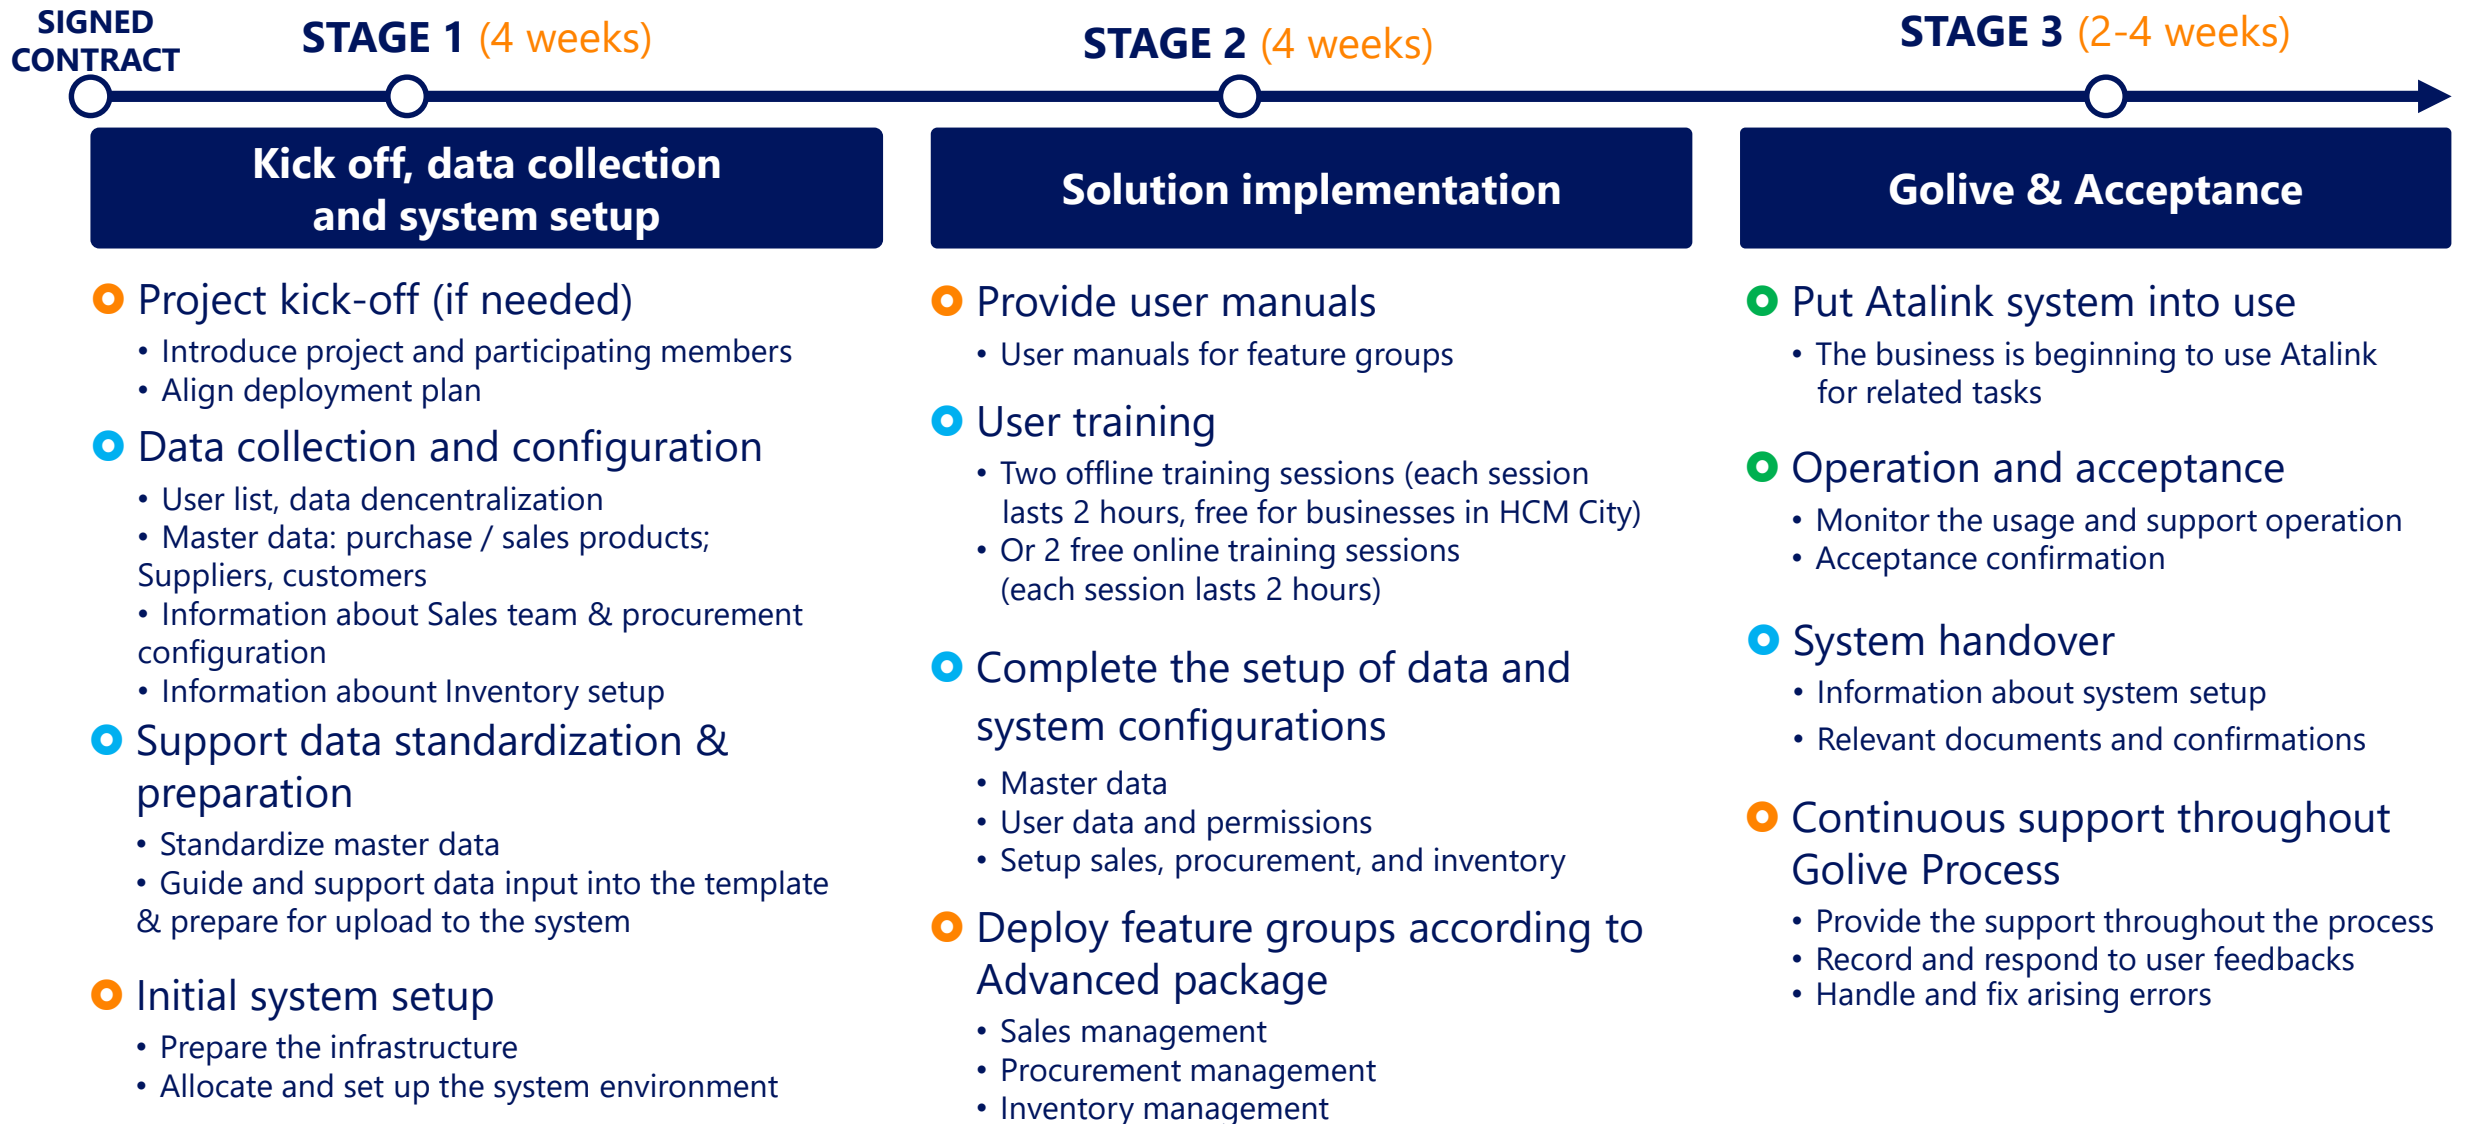 SIGNED
CONTRACT
STAGE 1 (4 weeks)
STAGE 2 (4 weeks)
STAGE 3 (2-4 weeks)
Kick off, data collection
and system setup
Project kick-off (if needed)
• Introduce project and participating members
• Align deployment plan
Data collection and configuration
• User list, data dencentralization
• Master data: purchase / sales products;
Suppliers, customers
• Information about Sales team & procurement
configuration
• Information abount Inventory setup
Support data standardization &
preparation
• Standardize master data
• Guide and support data input into the template
& prepare for upload to the system
Initial system setup
• Prepare the infrastructure
• Allocate and set up the system environment
Solution implementation
Provide user manuals
• User manuals for feature groups
User training
• Two offline training sessions (each session
lasts 2 hours, free for businesses in HCM City)
• Or 2 free online training sessions
(each session lasts 2 hours)
Complete the setup of data and
system configurations
• Master data
• User data and permissions
• Setup sales, procurement, and inventory
Deploy feature groups according to
Advanced package
• Sales management
• Procurement management
• Inventory management
Golive & Acceptance
Put Atalink system into use
• The business is beginning to use Atalink
for related tasks
Operation and acceptance
• Monitor the usage and support operation
• Acceptance confirmation
System handover
• Information about system setup
• Relevant documents and confirmations
Continuous support throughout
Golive Process
• Provide the support throughout the process
• Record and respond to user feedbacks
• Handle and fix arising errors